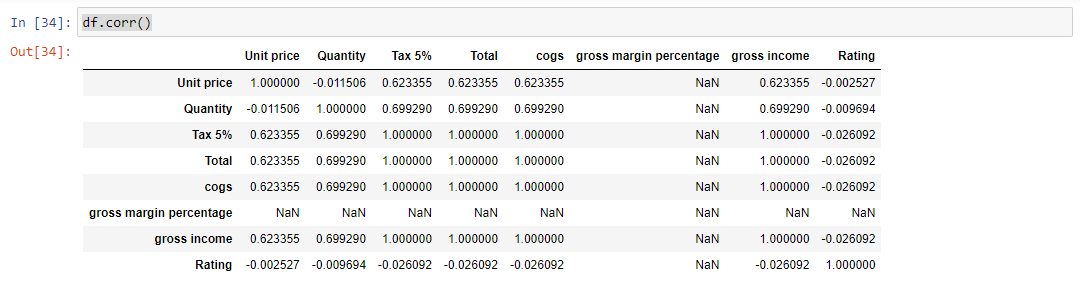 In [34]: df.corr()
Out[34]:
Unit price Quantity Tax 5% Total cogs gross margin percentage gross income Rating
Unit price 1.000000 -0.011506 0.623355 0.623355 0.623355 NaN 0.623355 -0.002527
Quantity -0.011506 1.000000 0.699290 0.699290 0.699290 NaN 0.699290 -0.009694
Tax 5% 0.623355 0.699290 1.000000 1.000000 1.000000 NaN 1.000000 -0.026092
Total 0.623355 0.699290 1.000000 1.000000 1.000000 NaN 1.000000 -0.026092
cogs 0.623355 0.699290 1.000000 1.000000 1.000000 NaN 1.000000 -0.026092
gross margin percentage NaN NaN NaN NaN NaN NaN NaN NaN
gross income 0.623355 0.699290 1.000000 1.000000 1.000000 NaN 1.000000 -0.026092
Rating -0.002527 -0.009694 -0.026092 -0.026092 -0.026092 NaN -0.026092 1.000000